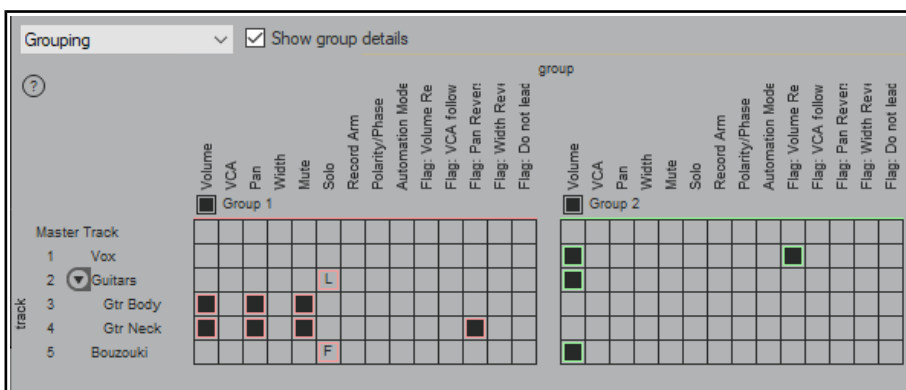 Grouping
Show group details
?
group
Volume
VCA
Pan
Width
Mute
Solo
Record Arm
Polarity/Phase
Automation Mode
Flag: Volume Re
Flag: VCA follow
Flag: Pan Revers
Flag: Width Reve
Flag: Do not lead
Volume
VCA
Pan
Width
Mute
Solo
Record Arm
Polarity/Phase
Automation Mode
Flag: Volume Re
Flag: VCA follow
Flag: Pan Revers
Flag: Width Reve
Flag: Do not lead
Group 1
Group 2
track
Master Track
1 Vox
2 Guitars L
3 Gtr Body
4 Gtr Neck
5 Bouzouki F